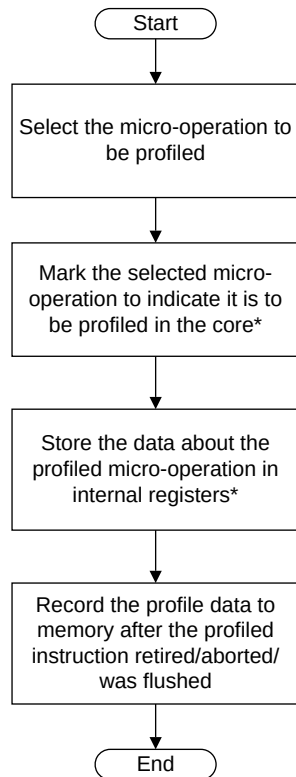 Start
Select the micro-operation to
be profiled
Mark the selected micro-
operation to indicate it is to
be profiled in the core*
Store the data about the
profiled micro-operation in
internal registers*
Record the profile data to
memory after the profiled
instruction retired/aborted/
was flushed
End